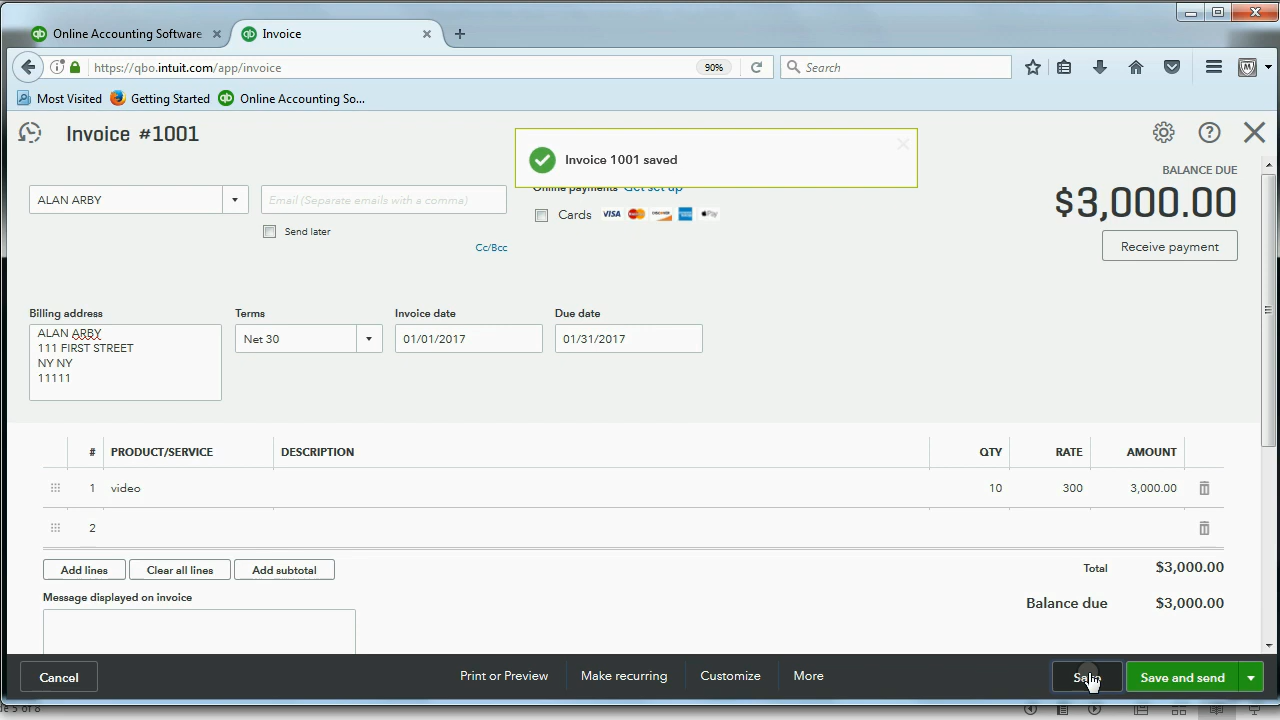 Online Accounting Software
Invoice
https://qbo.intuit.com/app/invoice
90%
Search
Most Visited
Getting Started
Online Accounting So...
Invoice #1001
Invoice 1001 saved
BALANCE DUE
$3,000.00
Receive payment
ALAN ARBY
Email (Separate emails with a comma)
Online payments Get set up
Cards VISA
Send later
Cc/Bcc
Billing address
ALAN ARBY
111 FIRST STREET
NY NY
11111
Terms
Net 30
Invoice date
01/01/2017
Due date
01/31/2017
# PRODUCT/SERVICE DESCRIPTION QTY RATE AMOUNT
1 video 10 300 3,000.00
2
Add lines Clear all lines Add subtotal
Total $3,000.00
Message displayed on invoice
Balance due $3,000.00
Cancel
Print or Preview
Make recurring
Customize
More
Save and send